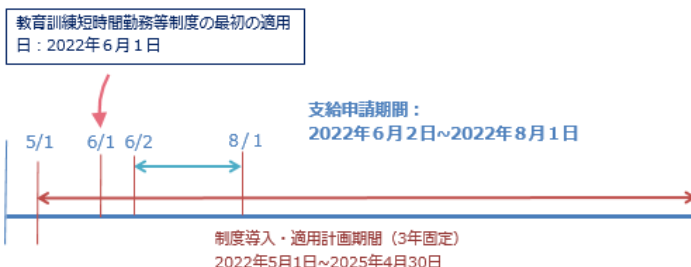 教育訓練短時間勤務等制度の最初の適用
日：2022年６月１日
支給申請期間：
2022年６月２日~2022年８月１日
5/1 6/1 6/2 8/1
制度導入・適用計画期間（3年固定）
2022年5月1日~2025年4月30日